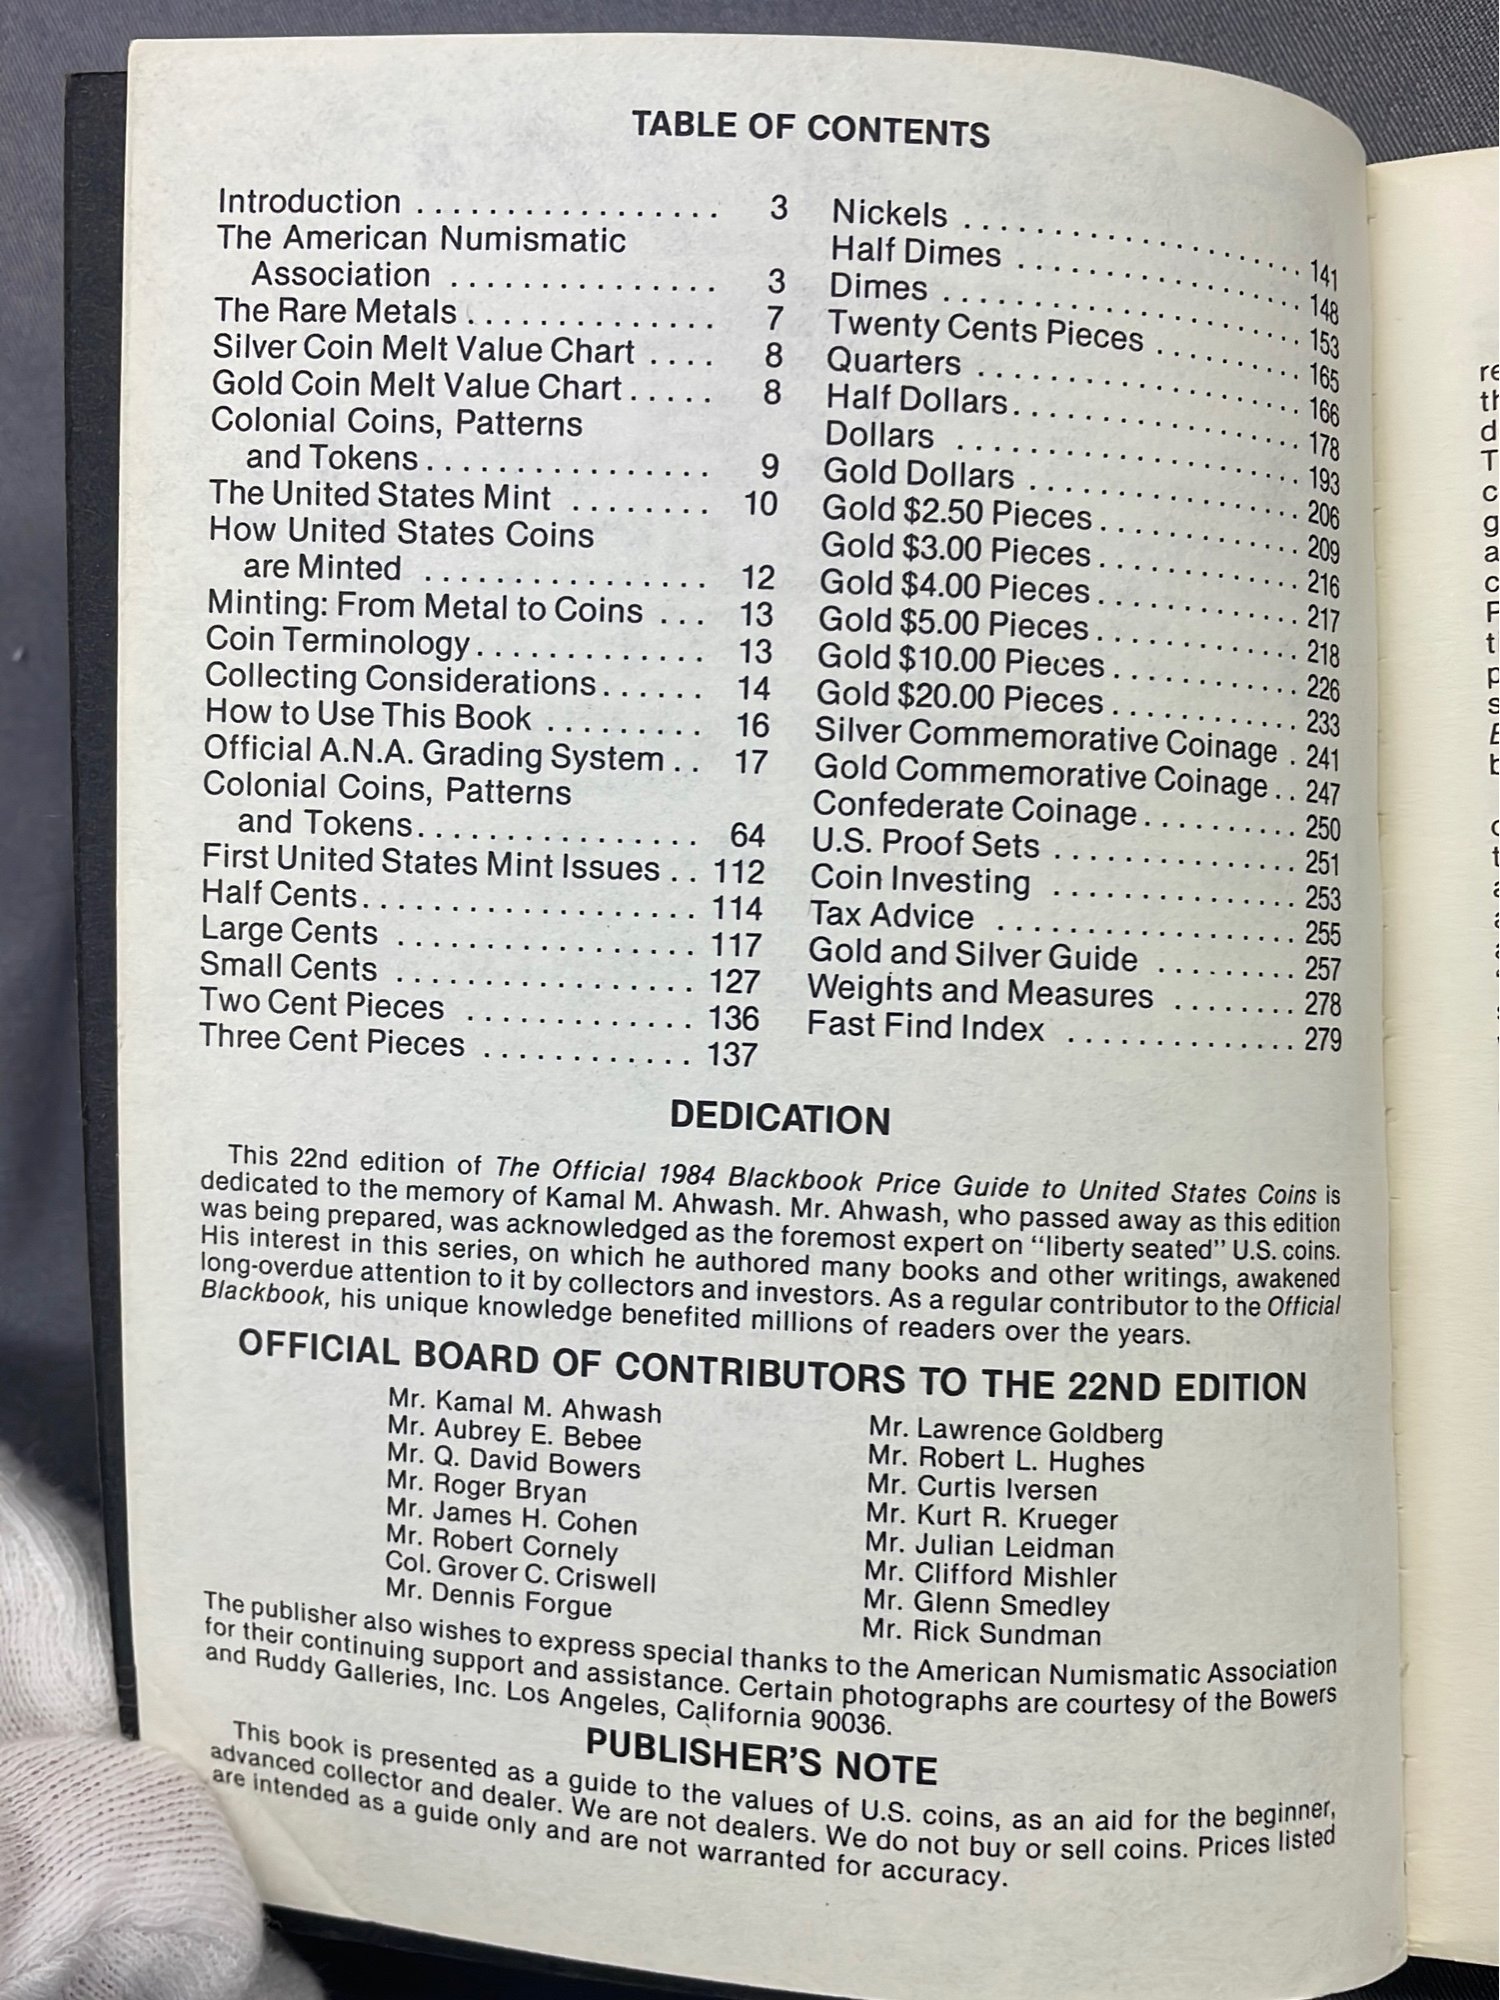 TABLE OF CONTENTS
Introduction ................. 3
The American Numismatic
Association ............... 3
The Rare Metals .............. 7
Silver Coin Melt Value Chart .... 8
Gold Coin Melt Value Chart ..... 8
Colonial Coins, Patterns
and Tokens ................ 9
The United States Mint ........ 10
How United States Coins
are Minted ................ 12
Minting: From Metal to Coins ... 13
Coin Terminology ............. 13
Collecting Considerations ...... 14
How to Use This Book ......... 16
Official A.N.A. Grading System .. 17
Colonial Coins, Patterns
and Tokens ................ 64
First United States Mint Issues .. 112
Half Cents ................... 114
Large Cents ................. 117
Small Cents ................. 127
Two Cent Pieces ............. 136
Three Cent Pieces ............ 137
Nickels ................... 141
Half Dimes ................ 148
Dimes .................... 153
Twenty Cents Pieces ........ 165
Quarters .................. 166
Half Dollars ................ 178
Dollars ................... 193
Gold Dollars ............... 206
Gold $2.50 Pieces ........... 209
Gold $3.00 Pieces ........... 216
Gold $4.00 Pieces ........... 217
Gold $5.00 Pieces ........... 218
Gold $10.00 Pieces ........... 226
Gold $20.00 Pieces ........... 233
Silver Commemorative Coinage . 241
Gold Commemorative Coinage .. 247
Confederate Coinage ......... 250
U.S. Proof Sets .............. 251
Coin Investing .............. 253
Tax Advice ................. 255
Gold and Silver Guide ........ 257
Weights and Measures ....... 278
Fast Find Index ............. 279
DEDICATION
This 22nd edition of The Official 1984 Blackbook Price Guide to United States Coins is
dedicated to the memory of Kamal M. Ahwash. Mr. Ahwash, who passed away as this edition
was being prepared, was acknowledged as the foremost expert on "liberty seated" U.S. coins.
His interest in this series, on which he authored many books and other writings, awakened
long-overdue attention to it by collectors and investors. As a regular contributor to the Official
Blackbook, his unique knowledge benefited millions of readers over the years.
OFFICIAL BOARD OF CONTRIBUTORS TO THE 22ND EDITION
Mr. Kamal M. Ahwash
Mr. Aubrey E. Bebee
Mr. Q. David Bowers
Mr. Roger Bryan
Mr. James H. Cohen
Mr. Robert Cornely
Col. Grover C. Criswell
Mr. Dennis Forgue
Mr. Lawrence Goldberg
Mr. Robert L. Hughes
Mr. Curtis Iversen
Mr. Kurt R. Krueger
Mr. Julian Leidman
Mr. Clifford Mishler
Mr. Glenn Smedley
Mr. Rick Sundman
The publisher also wishes to express special thanks to the American Numismatic Association
for their continuing support and assistance. Certain photographs are courtesy of the Bowers
and Ruddy Galleries, Inc. Los Angeles, California 90036.
PUBLISHER'S NOTE
This book is presented as a guide to the values of U.S. coins, as an aid for the beginner,
advanced collector and dealer. We are not dealers. We do not buy or sell coins. Prices listed
are intended as a guide only and are not warranted for accuracy.